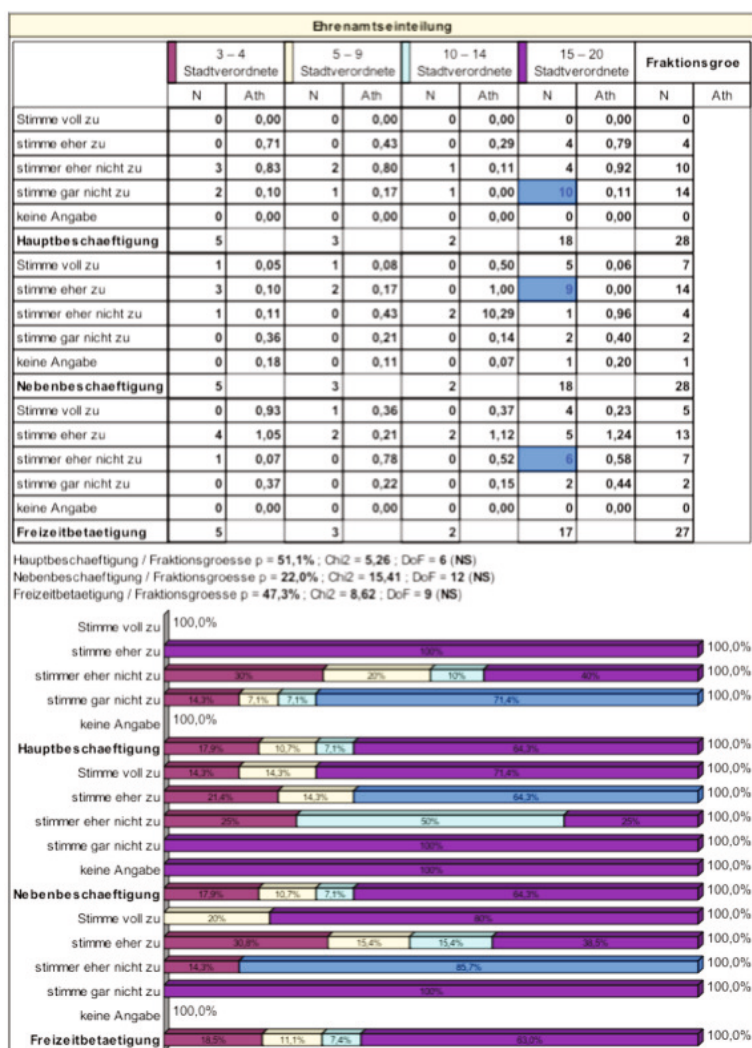 Ehrenamtseinteilung
3 – 4 Stadtverordnete 5 – 9 Stadtverordnete 10 – 14 Stadtverordnete 15 – 20 Stadtverordnete Fraktionsgroe
N Ath N Ath N Ath N Ath N Ath
Stimme voll zu 0 0,00 0 0,00 0 0,00 0 0,00 0
stimme eher zu 0 0,71 0 0,43 0 0,29 4 0,79 4
stimmer eher nicht zu 3 0,83 2 0,80 1 0,11 4 0,92 10
stimme gar nicht zu 2 0,10 1 0,17 1 0,00 10 0,11 14
keine Angabe 0 0,00 0 0,00 0 0,00 0 0,00 0
Hauptbeschaeftigung 5 3 2 18 28
Stimme voll zu 1 0,05 1 0,08 0 0,50 5 0,06 7
stimme eher zu 3 0,10 2 0,17 0 1,00 9 0,00 14
stimmer eher nicht zu 1 0,11 0 0,43 2 10,29 1 0,96 4
stimme gar nicht zu 0 0,36 0 0,21 0 0,14 2 0,40 2
keine Angabe 0 0,18 0 0,11 0 0,07 1 0,20 1
Nebenbeschaeftigung 5 3 2 18 28
Stimme voll zu 0 0,93 1 0,36 0 0,37 4 0,23 5
stimme eher zu 4 1,05 2 0,21 2 1,12 5 1,24 13
stimmer eher nicht zu 1 0,07 0 0,78 0 0,52 6 0,58 7
stimme gar nicht zu 0 0,37 0 0,22 0 0,15 2 0,44 2
keine Angabe 0 0,00 0 0,00 0 0,00 0 0,00 0
Freizeitbetaetigung 5 3 2 17 27
Hauptbeschaeftigung / Fraktionsgroesse p = 51,1% ; Chi2 = 5,26 ; DoF = 6 (NS)
Nebenbeschaeftigung / Fraktionsgroesse p = 22,0% ; Chi2 = 15,41 ; DoF = 12 (NS)
Freizeitbetaetigung / Fraktionsgroesse p = 47,3% ; Chi2 = 8,62 ; DoF = 9 (NS)
Stimme voll zu 100,0%
stimme eher zu 100% 100,0%
stimmer eher nicht zu 30% 20% 10% 40% 100,0%
stimme gar nicht zu 14,3% 7,1% 7,1% 71,4% 100,0%
keine Angabe 100,0%
Hauptbeschaeftigung 17,9% 10,7% 7,1% 64,3% 100,0%
Stimme voll zu 14,3% 14,3% 71,4% 100,0%
stimme eher zu 21,4% 14,3% 64,3% 100,0%
stimmer eher nicht zu 25% 50% 25% 100,0%
stimme gar nicht zu 100% 100,0%
keine Angabe 100% 100,0%
Nebenbeschaeftigung 17,9% 10,7% 7,1% 64,3% 100,0%
Stimme voll zu 20% 80% 100,0%
stimme eher zu 30,8% 15,4% 15,4% 38,5% 100,0%
stimmer eher nicht zu 14,3% 85,7% 100,0%
stimme gar nicht zu 100% 100,0%
keine Angabe 100,0%
Freizeitbetaetigung 18,5% 11,1% 7,4% 63,0% 100,0%